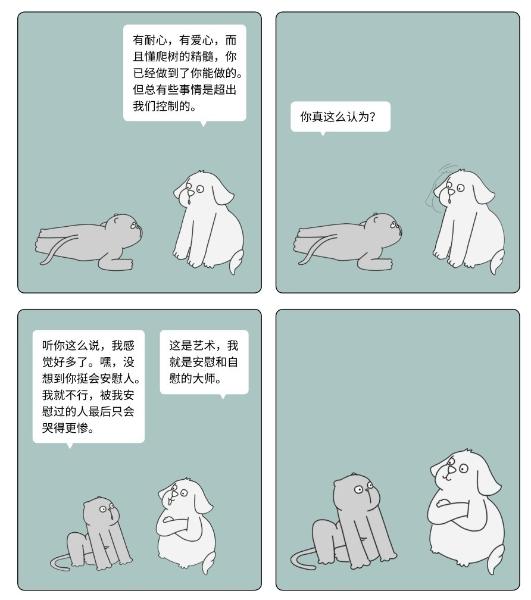 有耐心，有爱心，而
且懂爬树的精髓，你
已经做到了你能做的。
但总有些事情是超出
我们控制的。
你真这么认为？
听你这么说，我感
觉好多了。嘿，没
想到你挺会安慰人。
我就不行，被我安
慰过的人最后只会
哭得更惨。
这是艺术，我
就是安慰和自
慰的大师。